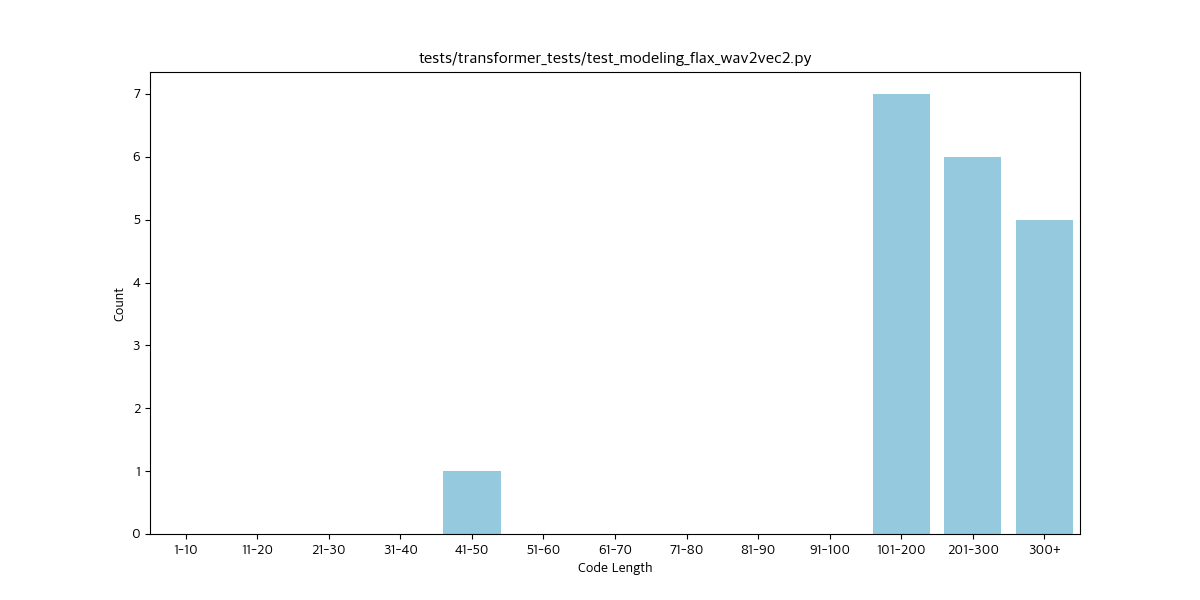 tests/transformer_tests/test_modeling_flax_wav2vec2.py
7
6
5
4
3
2
1
0
Count
1-10 11-20 21-30 31-40 41-50 51-60 61-70 71-80 81-90 91-100 101-200 201-300 300+
Code Length